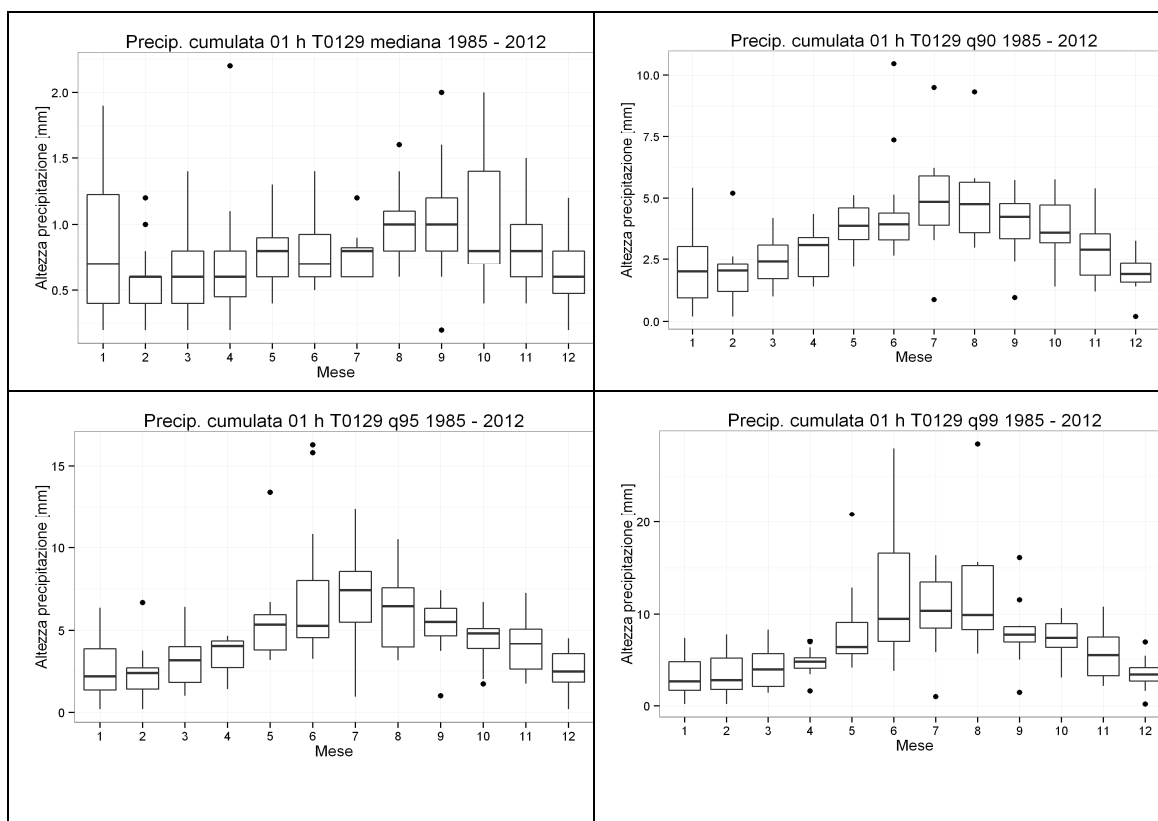 Precip. cumulata 01 h T0129 mediana 1985 - 2012
Altezza precipitazione [mm]
2.0
1.5
1.0
0.5
1 2 3 4 5 6 7 8 9 10 11 12
Mese
Precip. cumulata 01 h T0129 q90 1985 - 2012
Altezza precipitazione [mm]
10.0
7.5
5.0
2.5
0.0
1 2 3 4 5 6 7 8 9 10 11 12
Mese
Precip. cumulata 01 h T0129 q95 1985 - 2012
Altezza precipitazione [mm]
15
10
5
0
1 2 3 4 5 6 7 8 9 10 11 12
Mese
Precip. cumulata 01 h T0129 q99 1985 - 2012
Altezza precipitazione [mm]
20
10
0
1 2 3 4 5 6 7 8 9 10 11 12
Mese